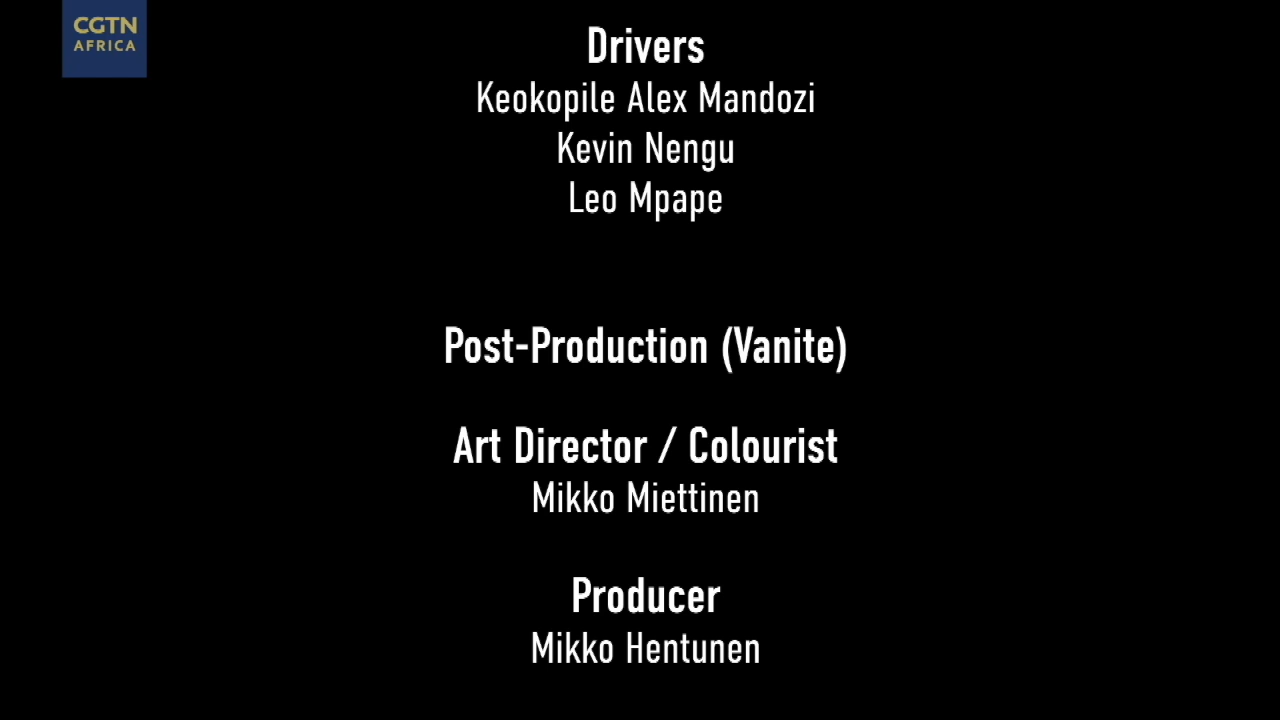 CGTN
AFRICA
Drivers
Keokopile Alex Mandozi
Kevin Nengu
Leo Mpape
Post-Production (Vanite)
Art Director / Colourist
Mikko Miettinen
Producer
Mikko Hentunen